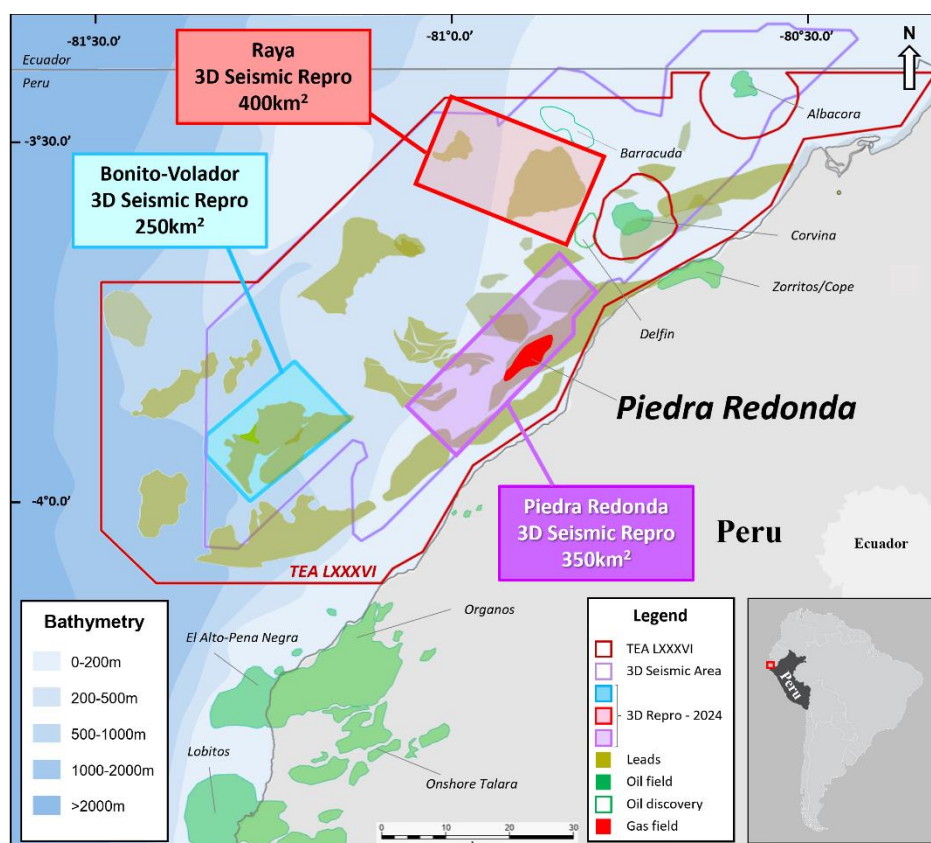 -81°30.0'
-81°0.0'
-80°30.0'
N
Ecuador
Peru
Raya
3D Seismic Repro
400km²
Albacora
-3°30.0'
Barracuda
Bonito-Volador
3D Seismic Repro
250km²
Corvina
Zorritos/Cope
Delfin
Piedra Redonda
-4°0.0'
Piedra Redonda
3D Seismic Repro
350km²
Peru
Ecuador
TEA LXXXVI
Bathymetry
0-200m
200-500m
500-1000m
1000-2000m
>2000m
Organos
El Alto-Pena Negra
Lobitos
Onshore Talara
0
10
20
30
Legend
TEA LXXXVI
3D Seismic Area
3D Repro - 2024
Leads
Oil field
Oil discovery
Gas field
Peru